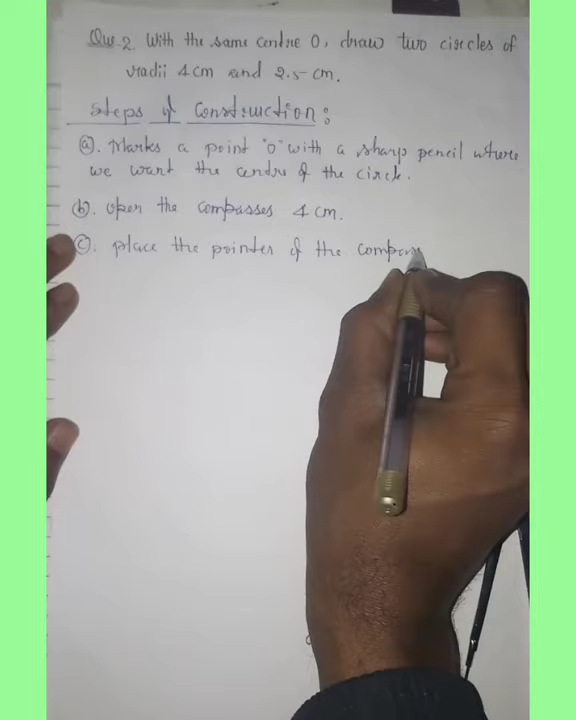 Que.2. With the same centre O, draw two circles of
radii 4cm and 2.5 cm.
Steps of Construction:
(a). Marks a point "O" with a sharp pencil where
we want the centre of the circle.
(b). open the compasses 4 cm.
(c). place the pointer of the compass